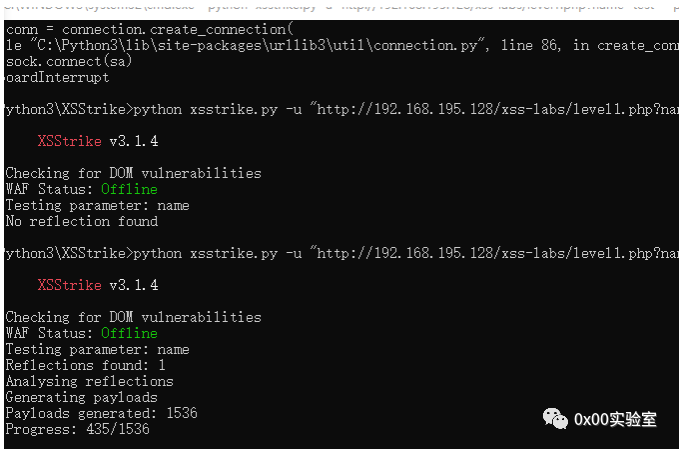 conn = connection.create_connection(
le "C:\Python3\lib\site-packages\urllib3\util\connection.py", line 86, in create_con
sock.connect(sa)
oardInterrupt
ython3\XSStrike>python xsstrike.py -u "http://192.168.195.128/xss-labs/level1.php?nam
XSStrike v3.1.4
Checking for DOM vulnerabilities
WAF Status: Offline
Testing parameter: name
No reflection found
ython3\XSStrike>python xsstrike.py -u "http://192.168.195.128/xss-labs/level1.php?nam
XSStrike v3.1.4
Checking for DOM vulnerabilities
WAF Status: Offline
Testing parameter: name
Reflections found: 1
Analysing reflections
Generating payloads
Payloads generated: 1536
Progress: 435/1536
0x00实验室